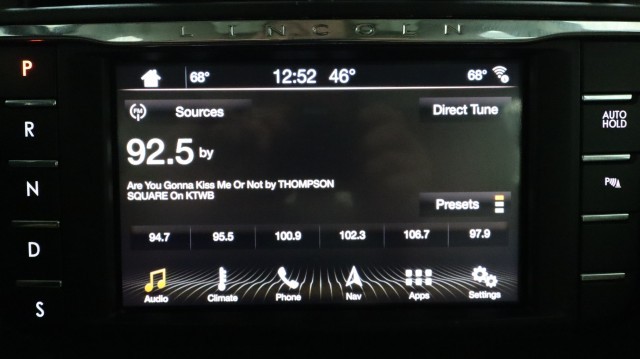 LINCOLN
P
68° 12:52 46° 68°
R
FM Sources Direct Tune
AUTO
HOLD
92.5 by
N
Are You Gonna Kiss Me Or Not by THOMPSON
SQUARE On KTWB
P
Presets
D
94.7 95.5 100.9 102.3 106.7 97.9
S
Audio Climate Phone Nav Apps Settings